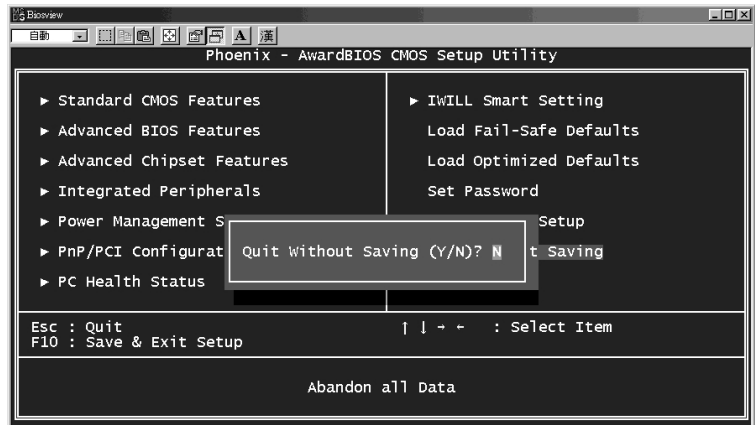 Biosview
自動
A 漢
Phoenix - AwardBIOS CMOS Setup Utility
► Standard CMOS Features
► Advanced BIOS Features
► Advanced Chipset Features
► Integrated Peripherals
► Power Management S
► PnP/PCI Configurat
► PC Health Status
► IWILL Smart Setting
Load Fail-Safe Defaults
Load Optimized Defaults
Set Password
Setup
t Saving
Quit Without Saving (Y/N)? N
Esc : Quit
F10 : Save & Exit Setup
↑ ↓ → ← : Select Item
Abandon all Data